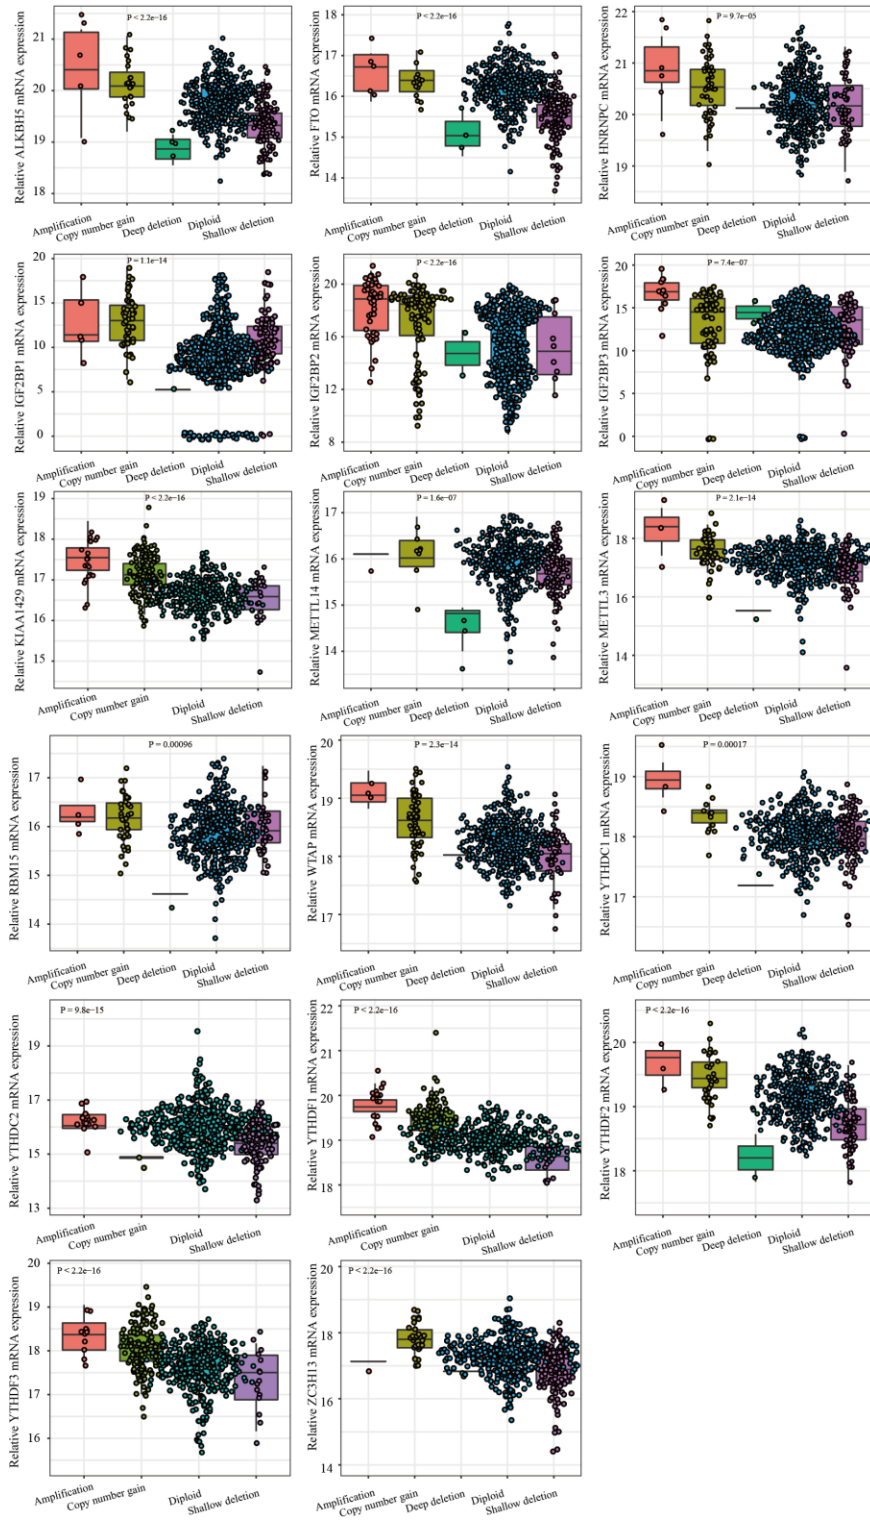 Relative ALKBH5 mRNA expression
P < 2.2e−16
21
20
19
18
Amplification
Copy number gain
Deep deletion
Diploid
Shallow deletion
Relative FTO mRNA expression
P < 2.2e−16
18
17
16
15
14
Amplification
Copy number gain
Deep deletion
Diploid
Shallow deletion
Relative HNRNPC mRNA expression
P = 9.7e−05
22
21
20
19
Amplification
Copy number gain
Deep deletion
Diploid
Shallow deletion
Relative IGF2BP1 mRNA expression
P = 1.1e−14
20
15
10
5
0
Amplification
Copy number gain
Deep deletion
Diploid
Shallow deletion
Relative IGF2BP2 mRNA expression
P < 2.2e−16
20
16
12
8
Amplification
Copy number gain
Deep deletion
Diploid
Shallow deletion
Relative IGF2BP3 mRNA expression
P = 7.4e−07
20
15
10
0
Amplification
Copy number gain
Deep deletion
Diploid
Shallow deletion
Relative KIAA1429 mRNA expression
P < 2.2e−16
19
18
17
16
15
Amplification
Copy number gain
Diploid
Shallow deletion
Relative METTL14 mRNA expression
P = 1.6e−07
17
16
15
14
Amplification
Copy number gain
Deep deletion
Diploid
Shallow deletion
Relative METTL3 mRNA expression
P = 2.1e−14
18
17
16
14
13
Amplification
Copy number gain
Deep deletion
Diploid
Shallow deletion
Relative RBM15 mRNA expression
P = 0.00096
17
16
15
14
Amplification
Copy number gain
Deep deletion
Diploid
Shallow deletion
Relative WTAP mRNA expression
P = 2.3e−14
20
19
18
17
Amplification
Copy number gain
Deep deletion
Diploid
Shallow deletion
Relative YTHDC1 mRNA expression
P = 0.00017
19
18
17
Amplification
Copy number gain
Deep deletion
Diploid
Shallow deletion
Relative YTHDC2 mRNA expression
P = 9.8e−15
19
17
15
13
Amplification
Copy number gain
Diploid
Shallow deletion
Relative YTHDF1 mRNA expression
P < 2.2e−16
22
21
20
19
18
Amplification
Copy number gain
Diploid
Shallow deletion
Relative YTHDF2 mRNA expression
P < 2.2e−16
20
19
18
Amplification
Copy number gain
Deep deletion
Diploid
Shallow deletion
Relative YTHDF3 mRNA expression
P < 2.2e−16
20
19
18
17
16
Amplification
Copy number gain
Diploid
Shallow deletion
Relative ZC3H13 mRNA expression
P < 2.2e−16
20
19
18
17
16
14
Amplification
Copy number gain
Deep deletion
Diploid
Shallow deletion